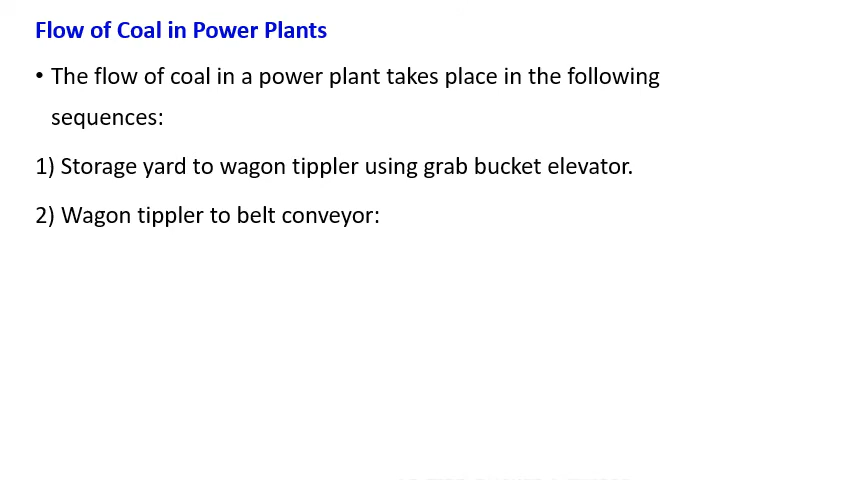 Flow of Coal in Power Plants
• The flow of coal in a power plant takes place in the following
sequences:
1) Storage yard to wagon tippler using grab bucket elevator.
2) Wagon tippler to belt conveyor: